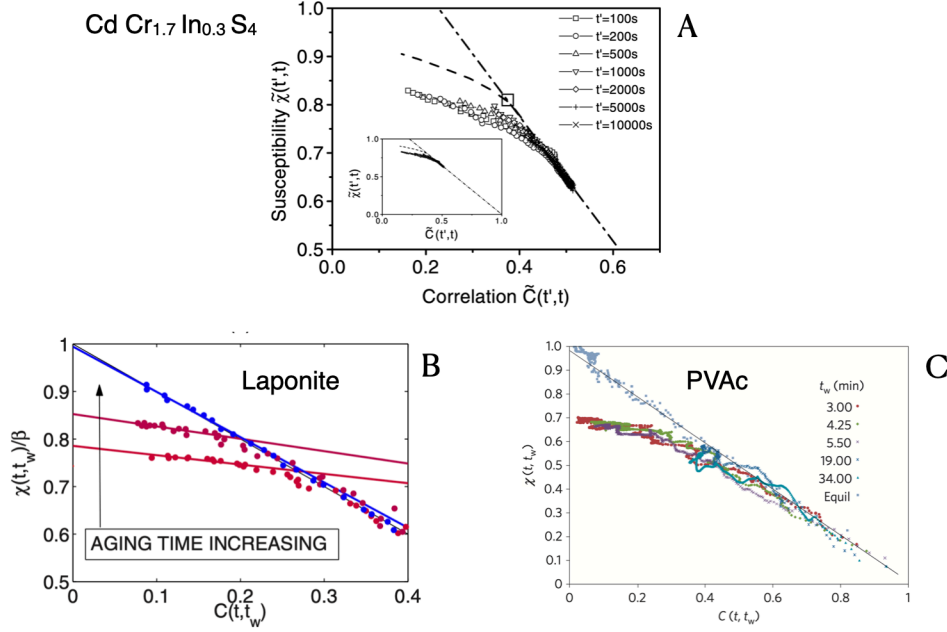 Cd Cr1.7 In0.3 S4
A
Susceptibility χ̃(t',t)
1.0
0.9
0.8
0.7
0.6
0.5
t'=100s
t'=200s
t'=500s
t'=1000s
t'=2000s
t'=5000s
t'=10000s
χ̃(t',t)
1.0
0.5
0.0
0.0
0.5
1.0
C̃(t',t)
0.0
0.2
0.4
0.6
Correlation C̃(t',t)
B
Laponite
χ(t,tw)/β
1
0.9
0.8
0.7
0.6
0.5
AGING TIME INCREASING
0
0.1
0.2
0.3
0.4
C(t,tw)
C
PVAc
χ(t, tw)
1.0
0.9
0.8
0.7
0.6
0.5
0.4
0.3
0.2
0.1
0
tw (min)
3.00
4.25
5.50
19.00
34.00
Equil
0
0.2
0.4
0.6
0.8
1
C (t, tw)